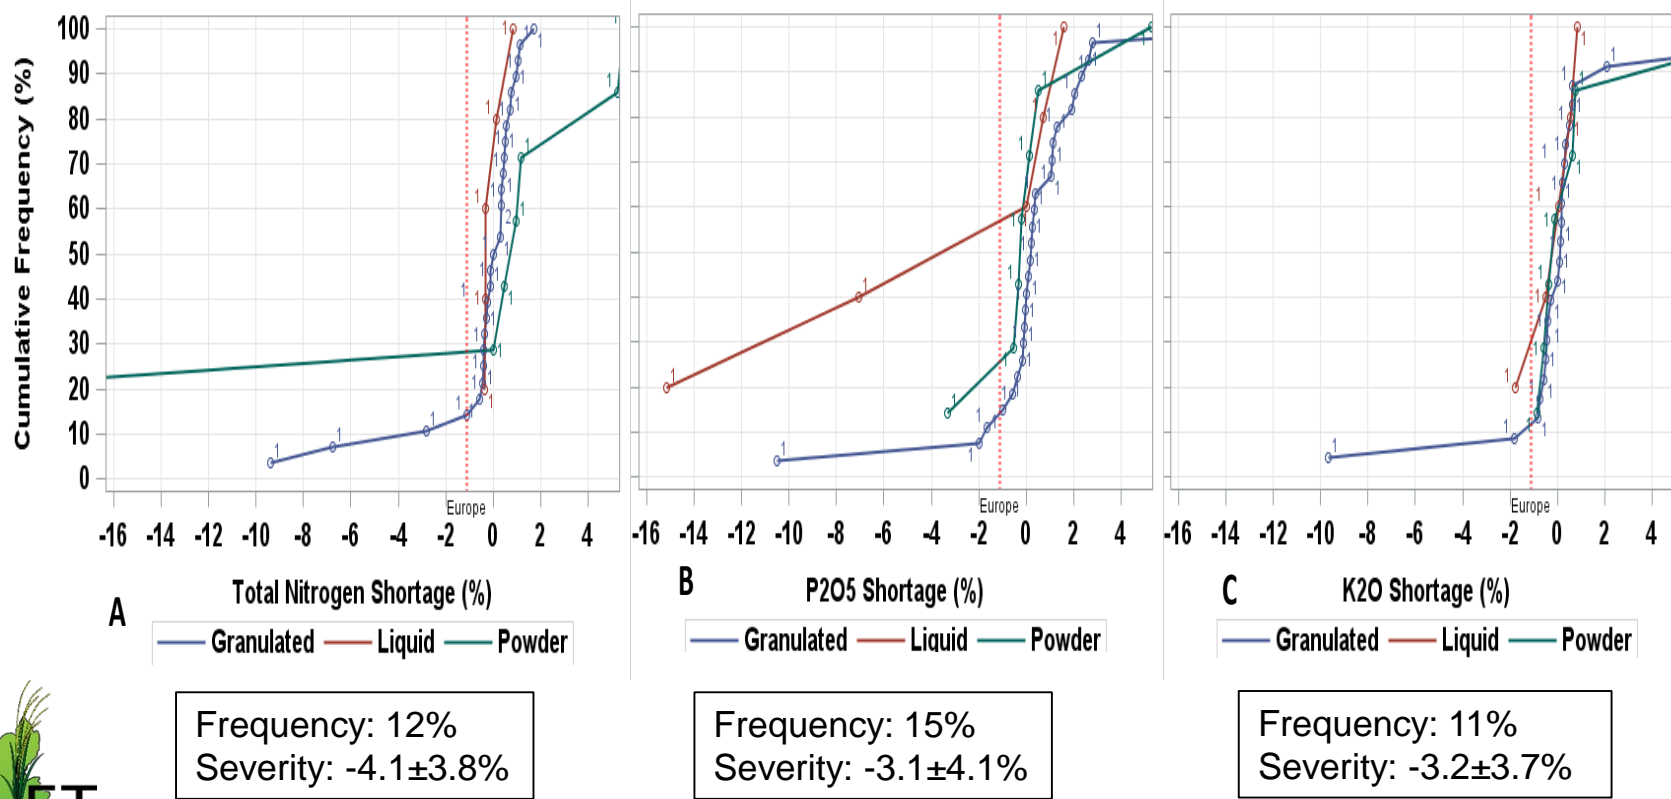 Cumulative Frequency (%)
100
90
80
70
60
50
40
30
20
10
0
Europe
-16 -14 -12 -10 -8 -6 -4 -2 0 2 4
Total Nitrogen Shortage (%)
A
Granulated Liquid Powder
Europe
-16 -14 -12 -10 -8 -6 -4 -2 0 2 4
P2O5 Shortage (%)
B
Granulated Liquid Powder
Europe
-16 -14 -12 -10 -8 -6 -4 -2 0 2 4
K2O Shortage (%)
C
Granulated Liquid Powder
Frequency: 12%
Severity: -4.1±3.8%
Frequency: 15%
Severity: -3.1±4.1%
Frequency: 11%
Severity: -3.2±3.7%